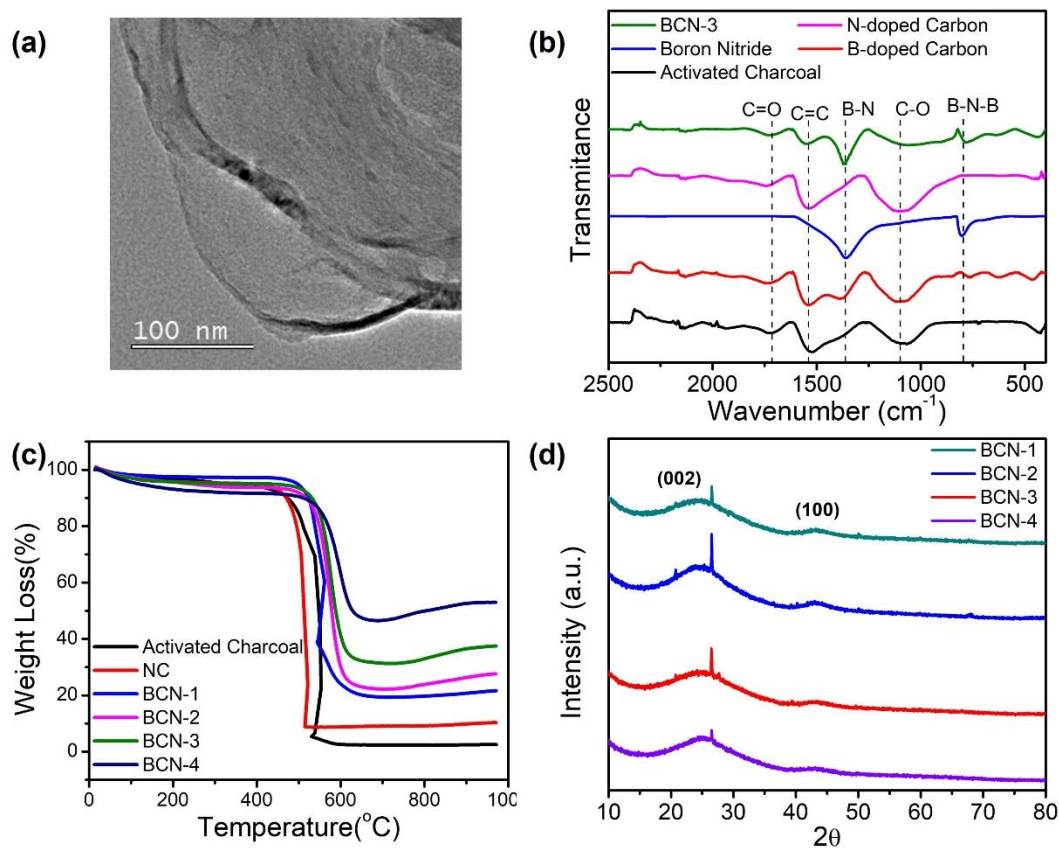 (a)
100 nm
(b)
BCN-3
N-doped Carbon
Boron Nitride
B-doped Carbon
Activated Charcoal
C=O
C=C
B-N
C-O
B-N-B
Transmitance
2500
2000
1500
1000
500
Wavenumber (cm⁻¹)
(c)
100
80
60
40
20
0
Weight Loss(%)
Activated Charcoal
NC
BCN-1
BCN-2
BCN-3
BCN-4
0
200
400
600
800
100
Temperature(°C)
(d)
BCN-1
BCN-2
BCN-3
BCN-4
(002)
(100)
Intensity (a.u.)
10
20
30
40
50
60
70
80
2θ